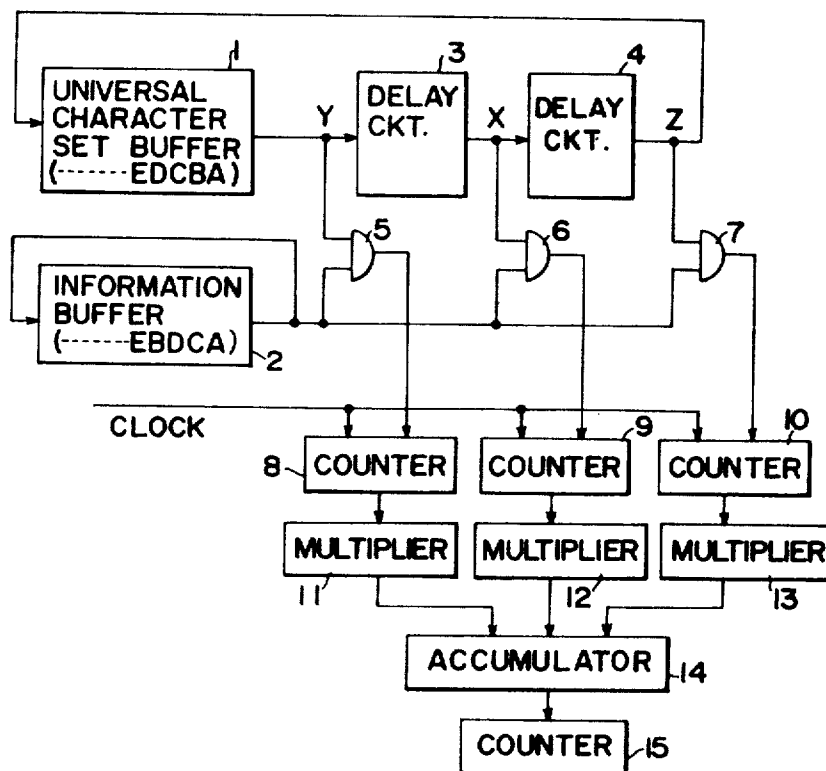 1
UNIVERSAL
CHARACTER
SET BUFFER
(-------EDCBA)
Y
3
DELAY
CKT.
X
4
DELAY
CKT.
Z
5
6
7
INFORMATION
BUFFER
(------EBDCA)
2
CLOCK
8
COUNTER
9
COUNTER
10
COUNTER
MULTIPLIER
11
MULTIPLIER
12
MULTIPLIER
13
ACCUMULATOR
14
COUNTER
15